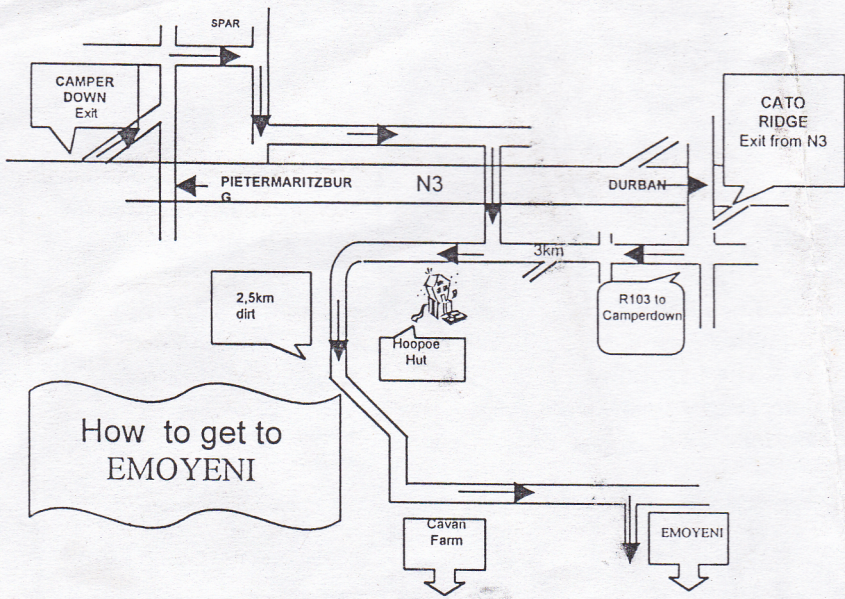 SPAR
CAMPER
DOWN
Exit
CATO
RIDGE
Exit from N3
PIETERMARITZBUR
G
N3
DURBAN
3km
2,5km
dirt
R103 to
Camperdown
Hoopoe
Hut
How to get to
EMOYENI
Cavan
Farm
EMOYENI